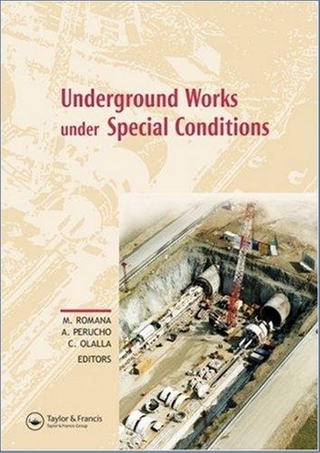 Underground Works
under Special Conditions
M. ROMANA
A. PERUCHO
C. OLALLA
EDITORS
Taylor & Francis
Taylor & Francis Group